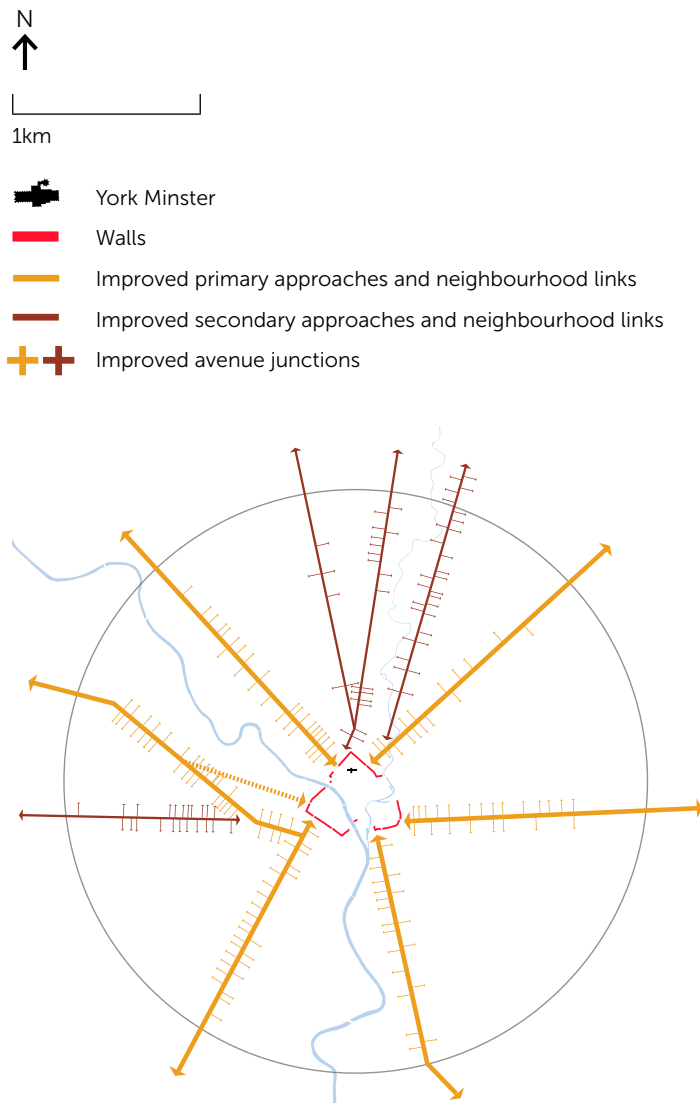 N
1km
York Minster
Walls
Improved primary approaches and neighbourhood links
Improved secondary approaches and neighbourhood links
Improved avenue junctions